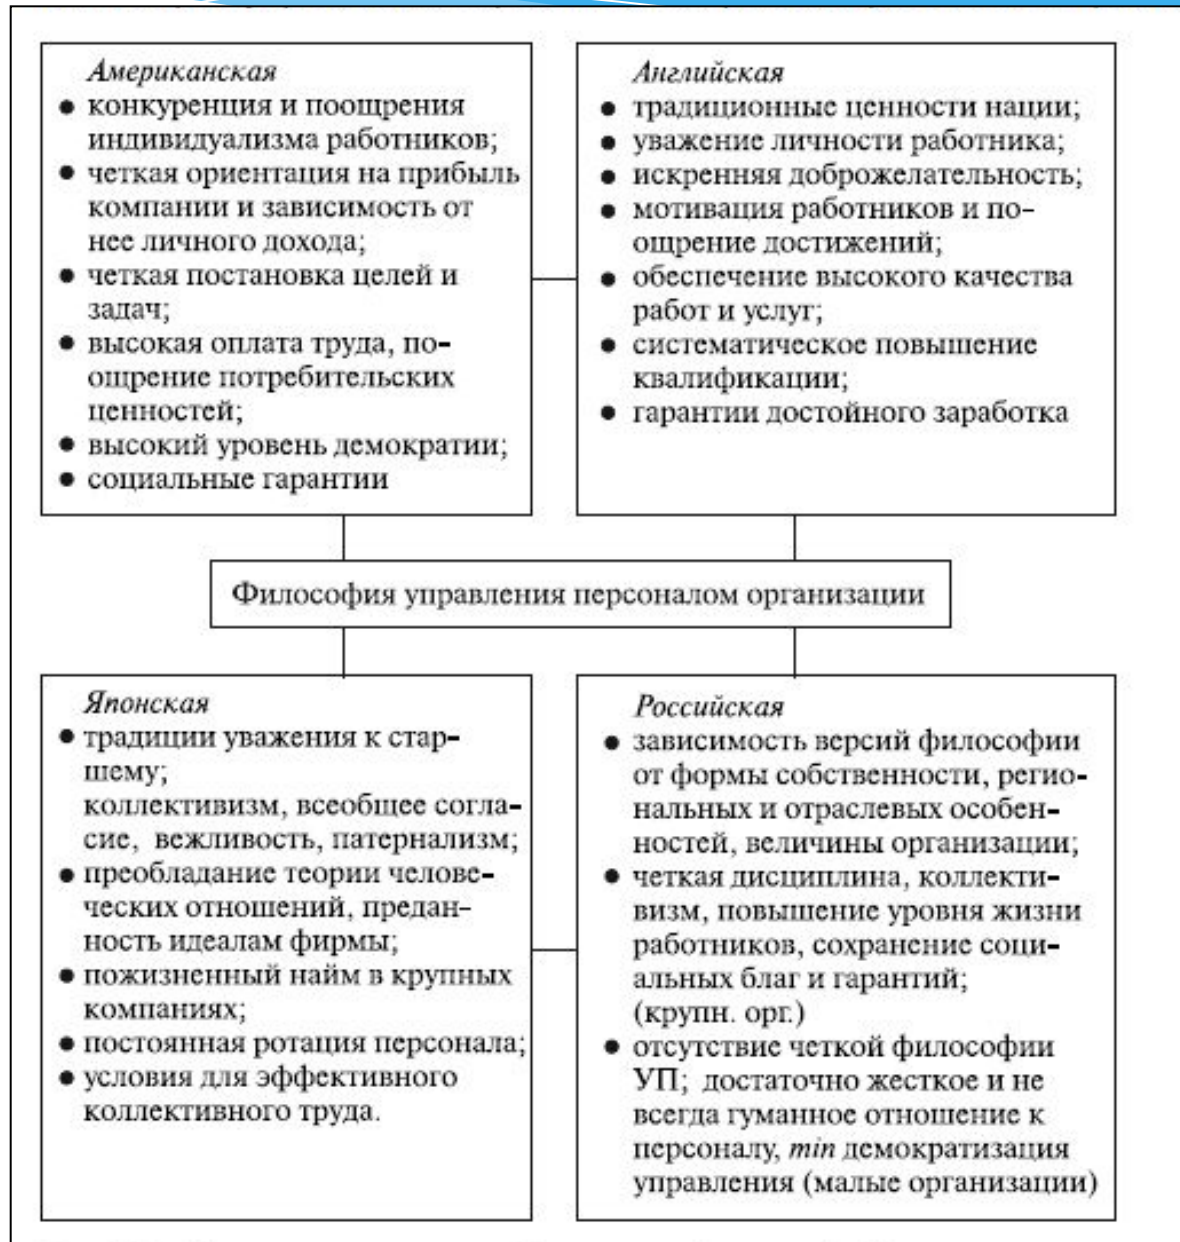 Американская
● конкуренция и поощрения
индивидуализма работников;
● четкая ориентация на прибыль
компании и зависимость от
нее личного дохода;
● четкая постановка целей и
задач;
● высокая оплата труда, по-
ощрение потребительских
ценностей;
● высокий уровень демократии;
● социальные гарантии
Английская
● традиционные ценности нации;
● уважение личности работника;
● искренняя доброжелательность;
● мотивация работников и по-
ощрение достижений;
● обеспечение высокого качества
работ и услуг;
● систематическое повышение
квалификации;
● гарантии достойного заработка
Философия управления персоналом организации
Японская
● традиции уважения к стар-
шему;
коллективизм, всеобщее согла-
сие, вежливость, патернализм;
● преобладание теории челове-
ческих отношений, предан-
ность идеалам фирмы;
● пожизненный найм в крупных
компаниях;
● постоянная ротация персонала;
● условия для эффективного
коллективного труда.
Российская
● зависимость версий философии
от формы собственности, регио-
нальных и отраслевых особен-
ностей, величины организации;
● четкая дисциплина, коллекти-
визм, повышение уровня жизни
работников, сохранение соци-
альных благ и гарантий;
(крупн. орг.)
● отсутствие четкой философии
УП; достаточно жесткое и не
всегда гуманное отношение к
персоналу, min демократизация
управления (малые организации)